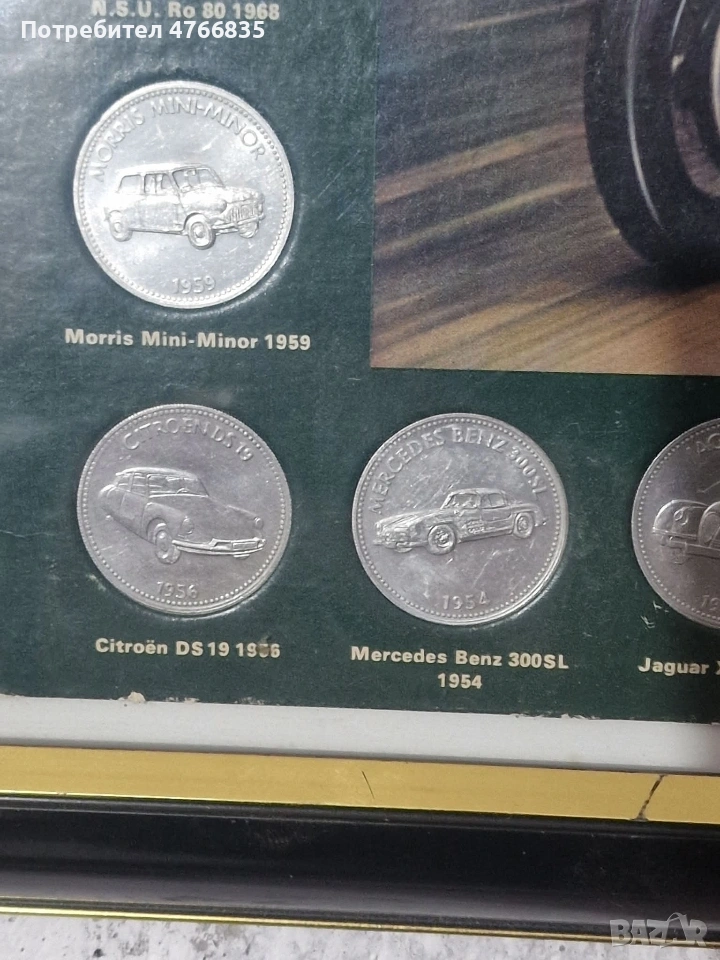 N.S.U. Ro 80 1968
Потребител 4766835
MORRIS MINI-MINOR
1959
Morris Mini-Minor 1959
CITROËN DS 19
1956
Citroën DS 19 1956
MERCEDES BENZ 300SL
1954
Mercedes Benz 300SL
1954
Jaguar
BAZAR